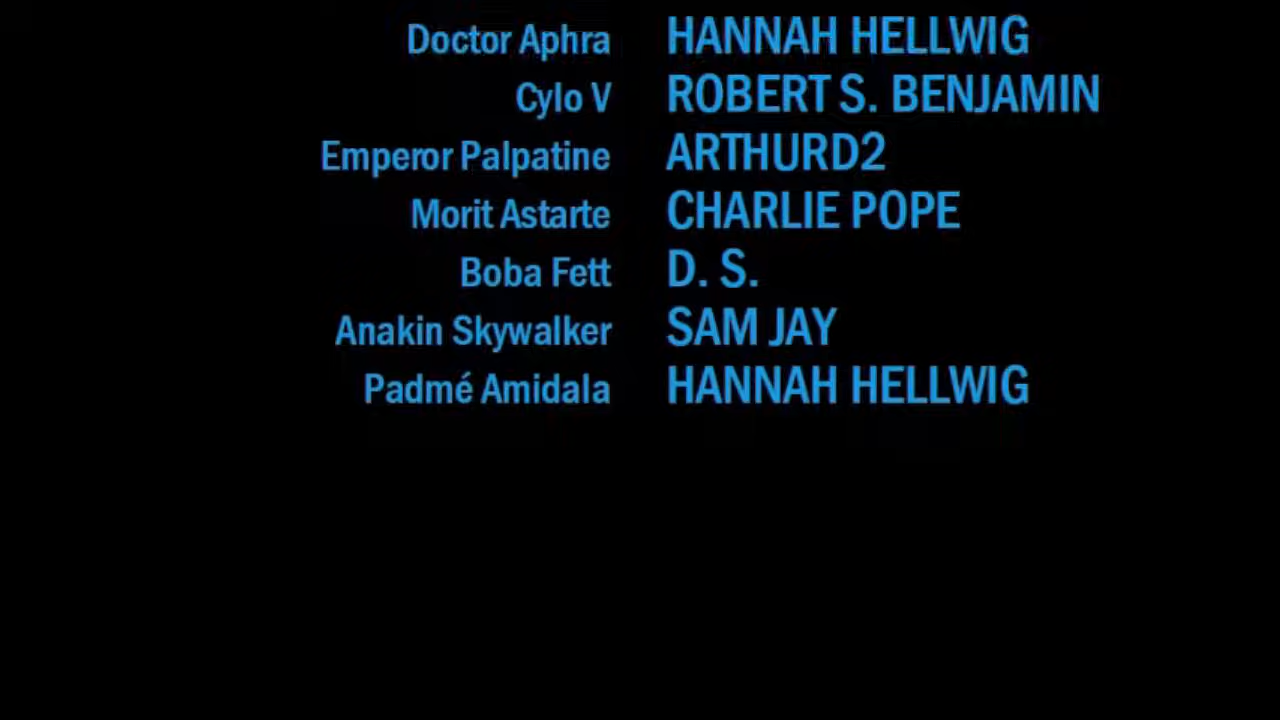 Doctor Aphra HANNAH HELLWIG
Cylo V ROBERT S. BENJAMIN
Emperor Palpatine ARTHURD2
Morit Astarte CHARLIE POPE
Boba Fett D. S.
Anakin Skywalker SAM JAY
Padmé Amidala HANNAH HELLWIG